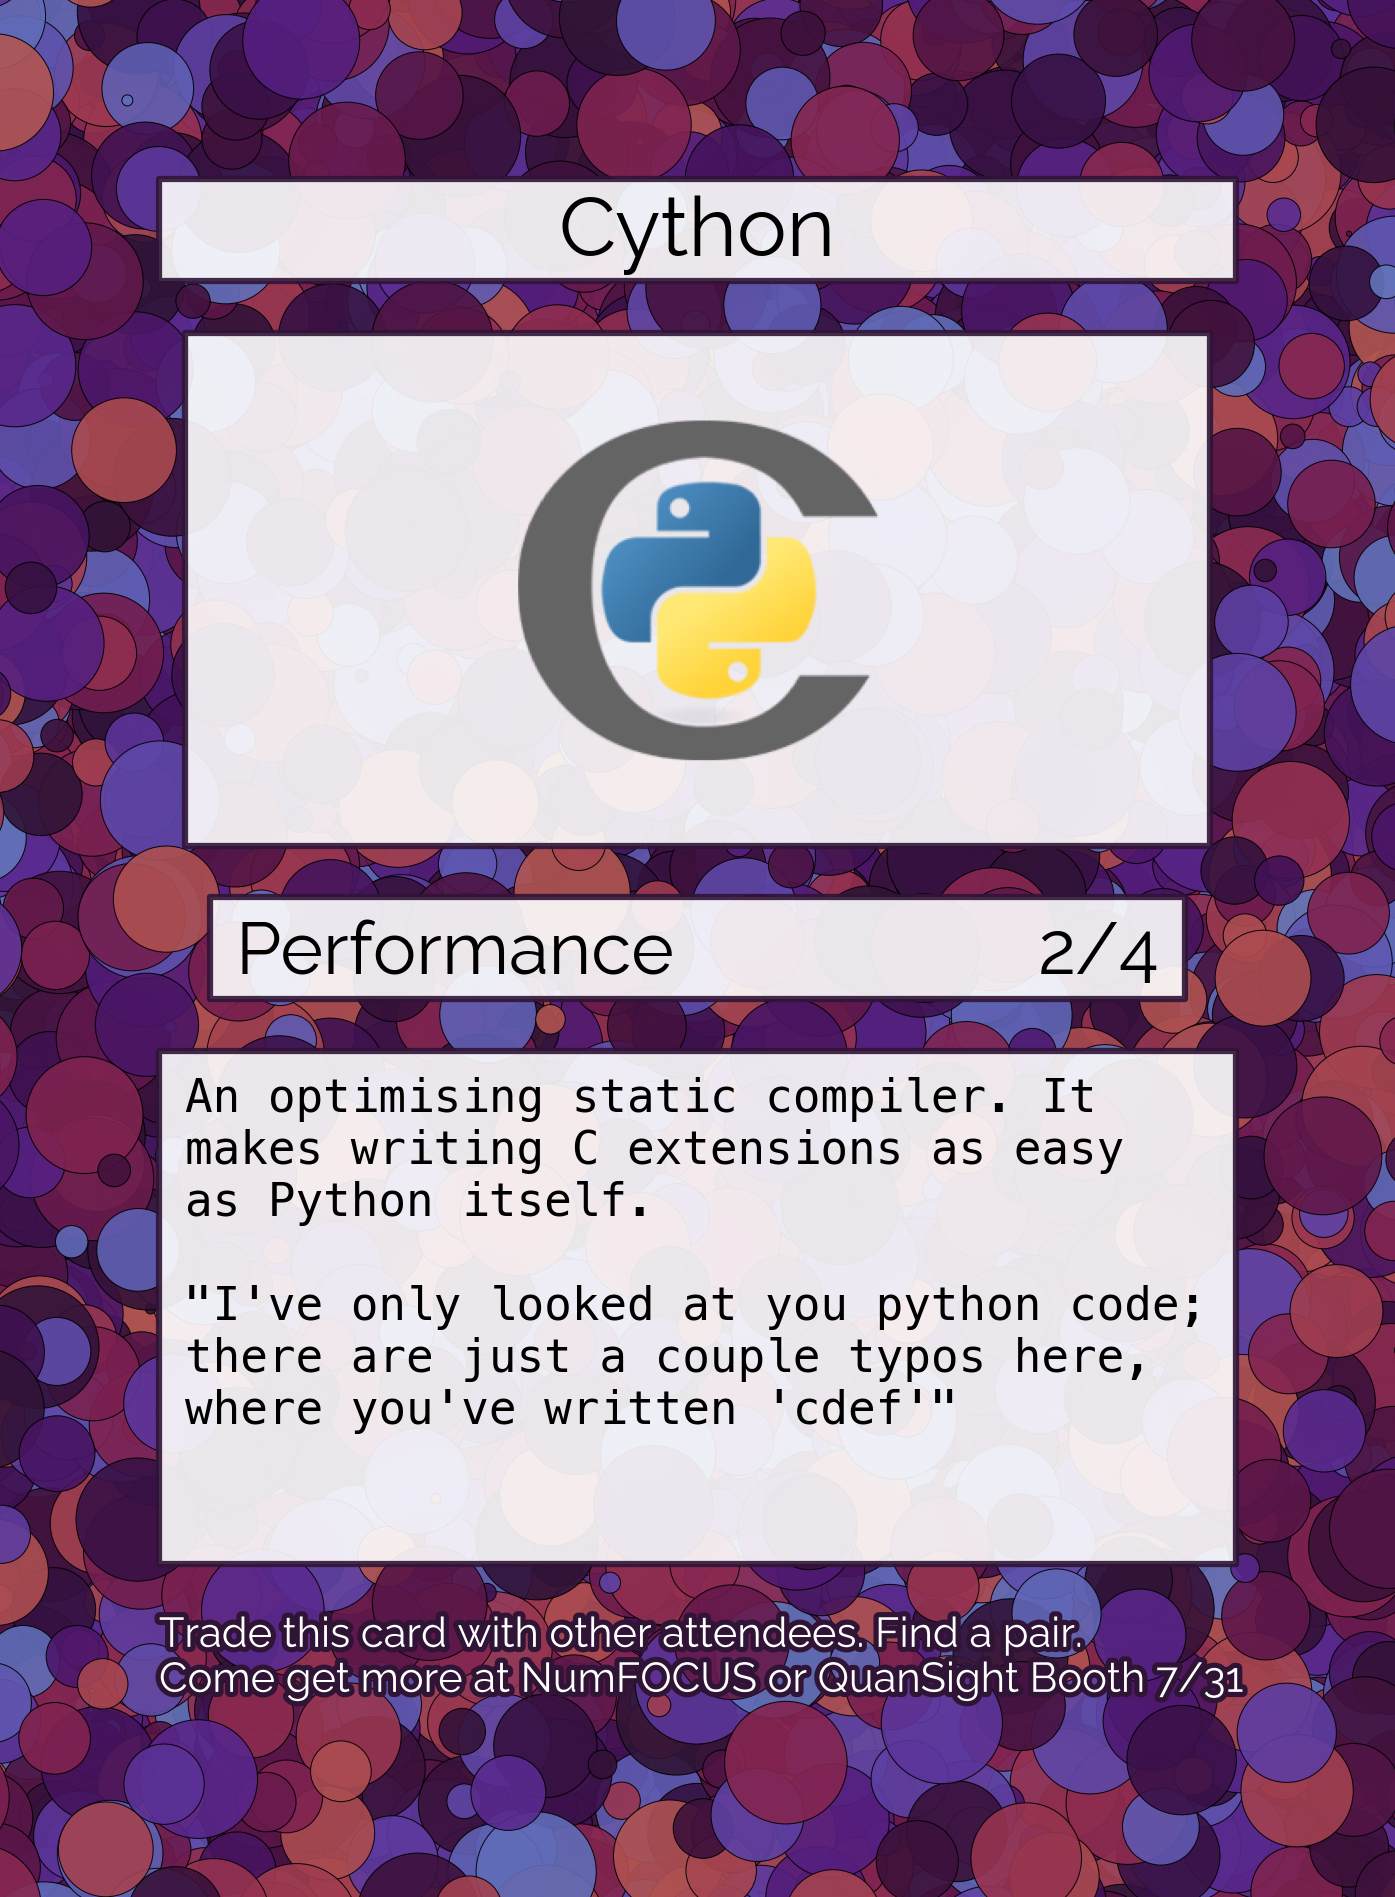 Cython
Performance 2/4
An optimising static compiler. It
makes writing C extensions as easy
as Python itself.
"I've only looked at you python code;
there are just a couple typos here,
where you've written 'cdef'"
Trade this card with other attendees. Find a pair.
Come get more at NumFOCUS or QuanSight Booth 7/31